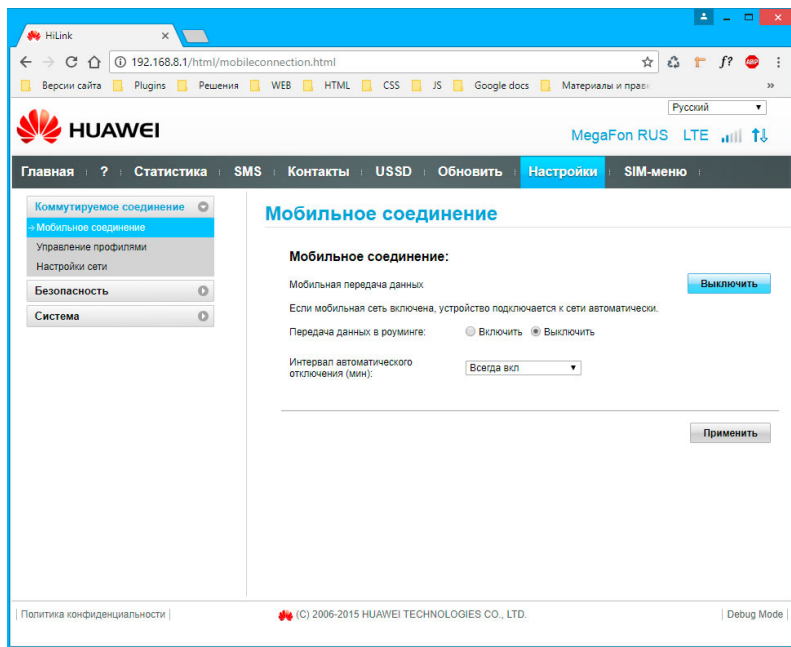 HiLink
192.168.8.1/html/mobileconnection.html
f?
ABP
Версии сайта Plugins Решения WEB HTML CSS JS Google docs Материалы и прав »
Русский
HUAWEI
MegaFon RUS LTE
Главная ? Статистика SMS Контакты USSD Обновить Настройки SIM-меню
Коммутируемое соединение
Мобильное соединение
Управление профилями
Настройки сети
Безопасность
Система
Мобильное соединение
Мобильное соединение:
Мобильная передача данных
Выключить
Если мобильная сеть включена, устройство подключается к сети автоматически.
Передача данных в роуминге: Включить Выключить
Интервал автоматического
отключения (мин):
Всегда вкл
Применить
Политика конфиденциальности
(C) 2006-2015 HUAWEI TECHNOLOGIES CO., LTD.
Debug Mode